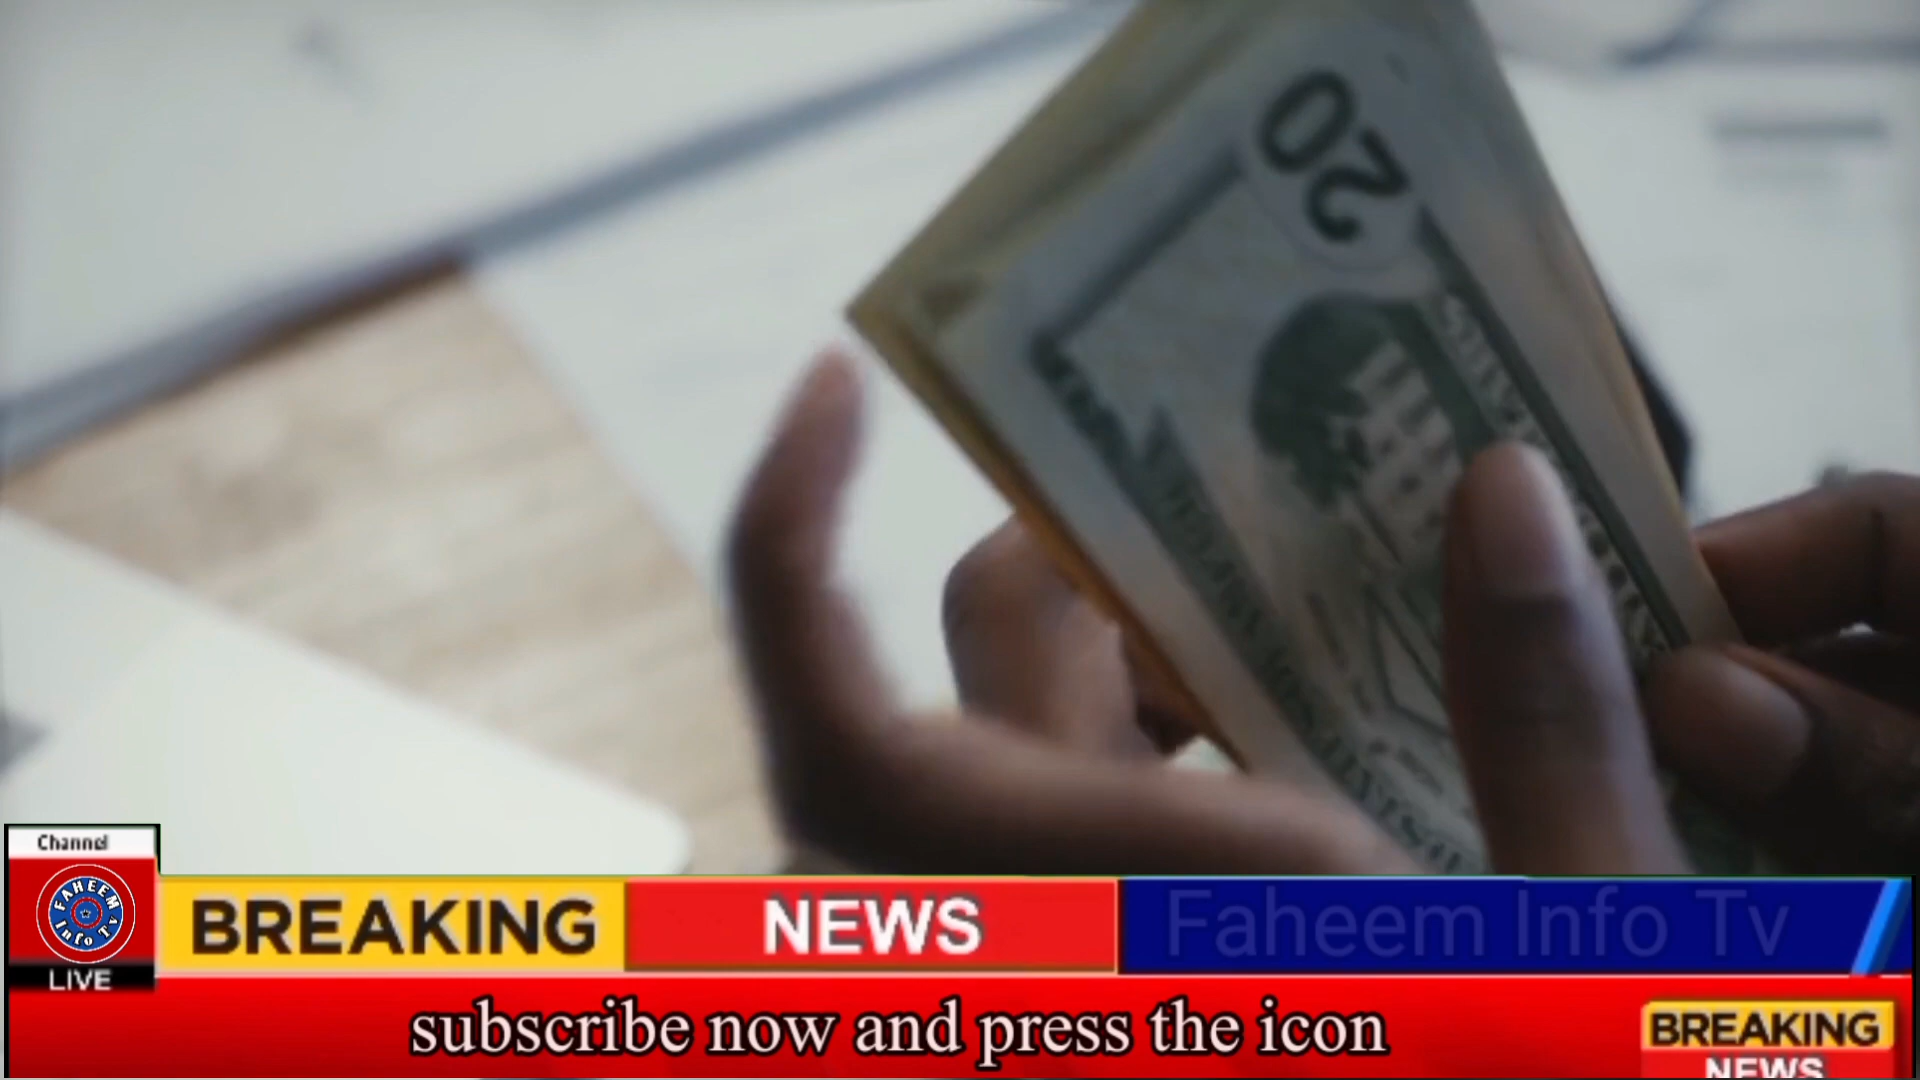 20
Channel
FAHEEM
Info Tv
LIVE
BREAKING
NEWS
Faheem Info Tv
subscribe now and press the icon
BREAKING
NEWS